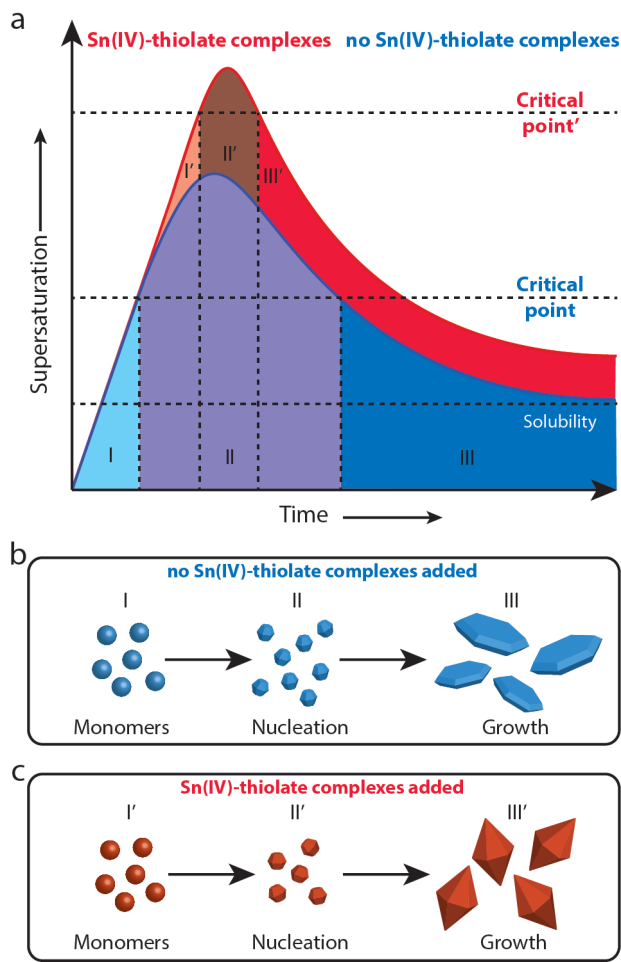 a
Sn(IV)-thiolate complexes
no Sn(IV)-thiolate complexes
Critical
point’
I’
II’
III’
Critical
point
Supersaturation
Solubility
I
II
III
Time
b
no Sn(IV)-thiolate complexes added
I
II
III
Monomers
Nucleation
Growth
c
Sn(IV)-thiolate complexes added
I’
II’
III’
Monomers
Nucleation
Growth